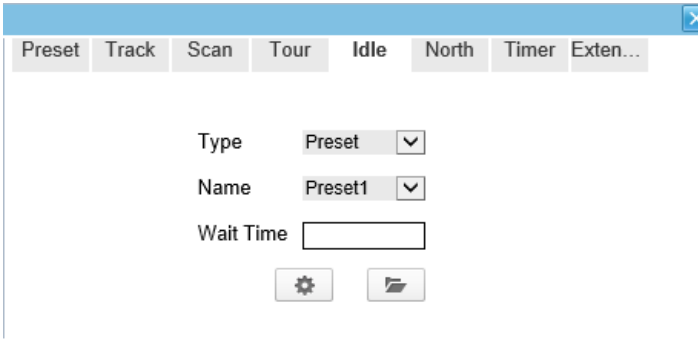 Preset Track Scan Tour Idle North Timer Exten...
Type Preset
Name Preset1
Wait Time